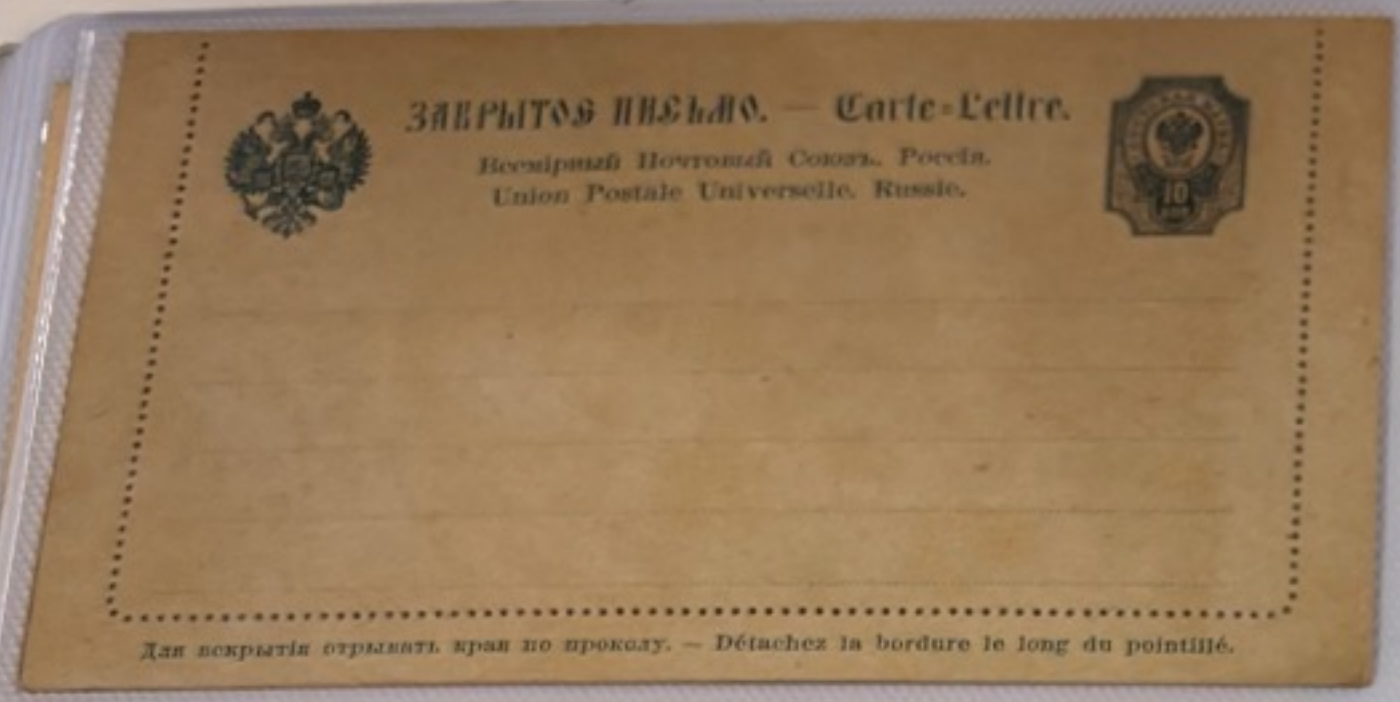 ЗАКРЫТОЕ ПИСЬМО. — Carte-Lettre.
Всемірный Почтовый Союзъ. Россія.
Union Postale Universelle. Russie.
10
Для вскрытія отрывать края по проколу. — Détachez la bordure le long du pointillé.